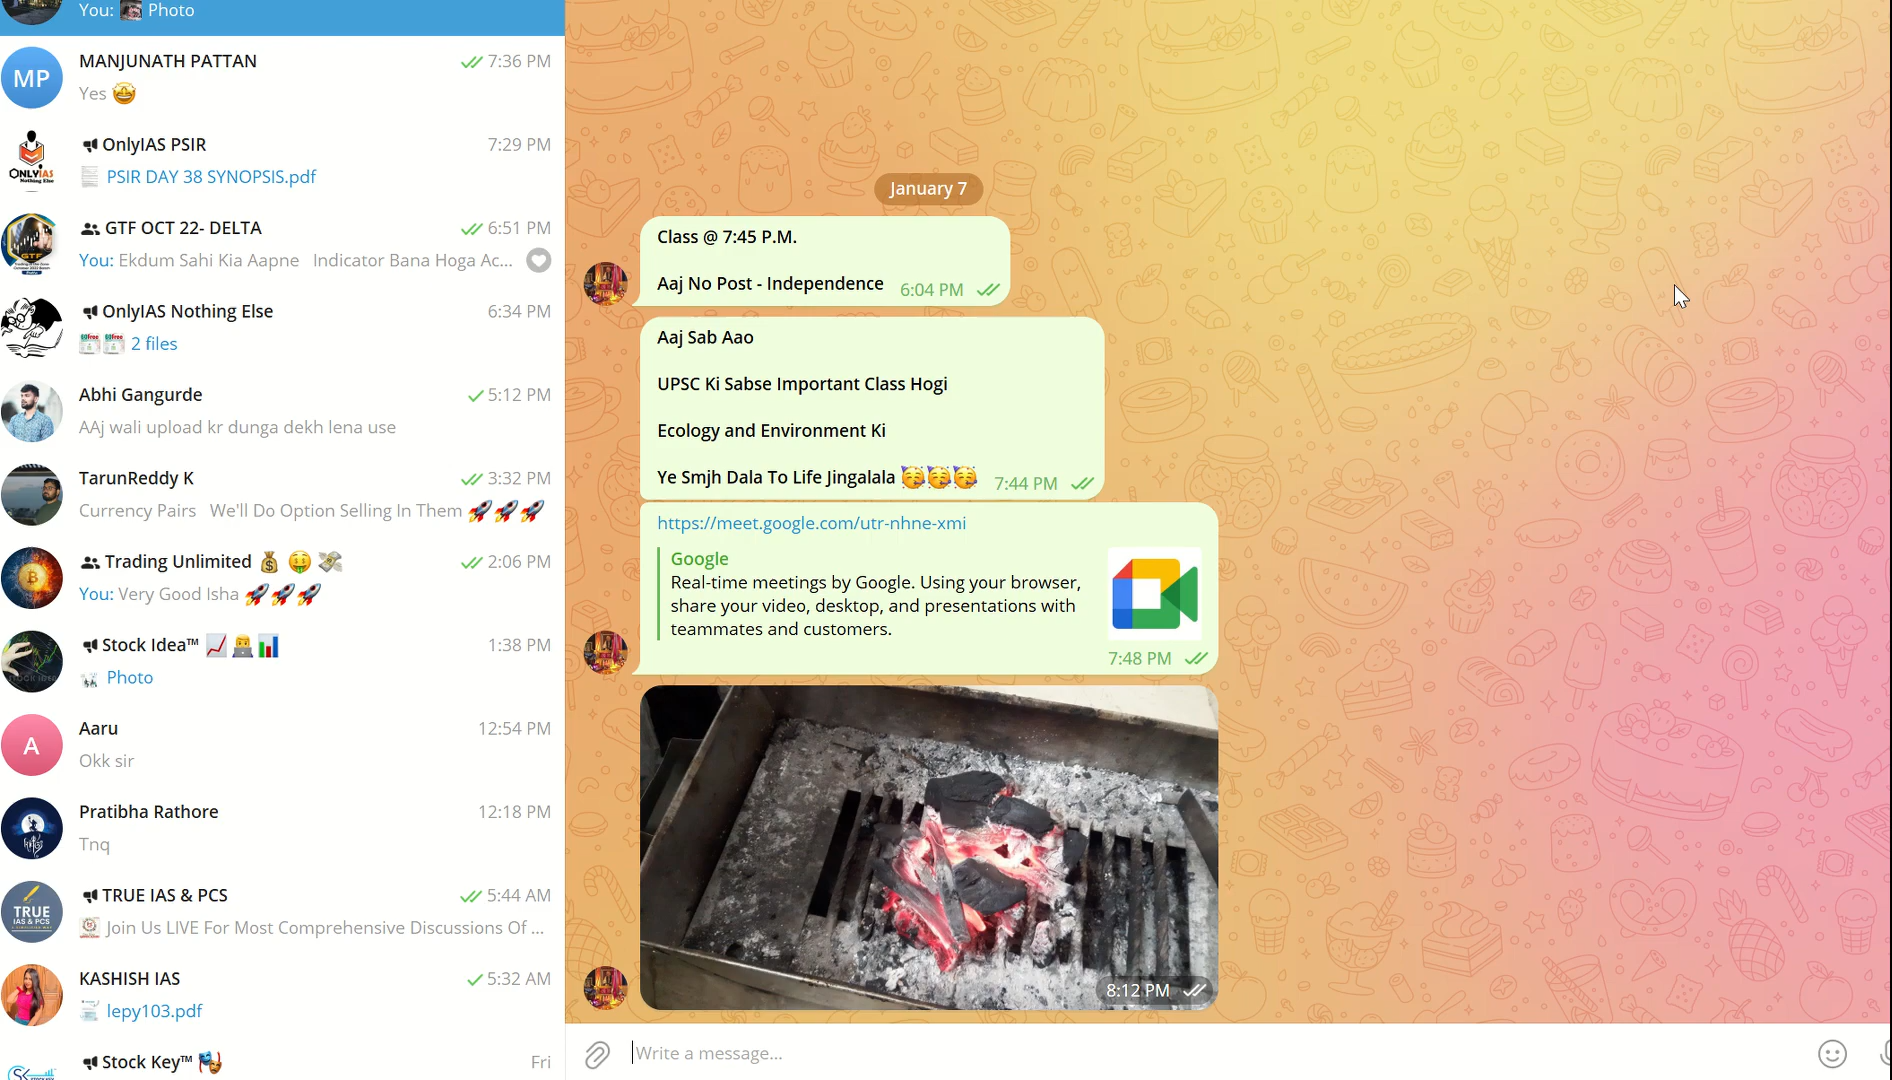 You: Photo
MP
MANJUNATH PATTAN 7:36 PM
Yes 🤩
ONLYIAS
Nothing Else
OnlyIAS PSIR 7:29 PM
PSIR DAY 38 SYNOPSIS.pdf
GTF
GTF OCT 22- DELTA 6:51 PM
You: Ekdum Sahi Kia Aapne Indicator Bana Hoga Ac...
OnlyIAS Nothing Else 6:34 PM
2 files
Abhi Gangurde 5:12 PM
AAj wali upload kr dunga dekh lena use
TarunReddy K 3:32 PM
Currency Pairs We'll Do Option Selling In Them 🚀🚀🚀
Trading Unlimited 💰 🤑 💸 2:06 PM
You: Very Good Isha 🚀🚀🚀
Stock Idea™ 📈👨‍💻📊 1:38 PM
Photo
A
Aaru 12:54 PM
Okk sir
Pratibha Rathore 12:18 PM
Tnq
TRUE
IAS & PCS
TRUE IAS & PCS 5:44 AM
Join Us LIVE For Most Comprehensive Discussions Of ...
KASHISH IAS 5:32 AM
lepy103.pdf
SK
Stock Key™ 🎭 Fri
January 7
Class @ 7:45 P.M.
Aaj No Post - Independence 6:04 PM
Aaj Sab Aao
UPSC Ki Sabse Important Class Hogi
Ecology and Environment Ki
Ye Smjh Dala To Life Jingalala 🥳🥳🥳 7:44 PM
https://meet.google.com/utr-nhne-xmi
Google
Real-time meetings by Google. Using your browser,
share your video, desktop, and presentations with
teammates and customers.
7:48 PM
8:12 PM
Write a message...